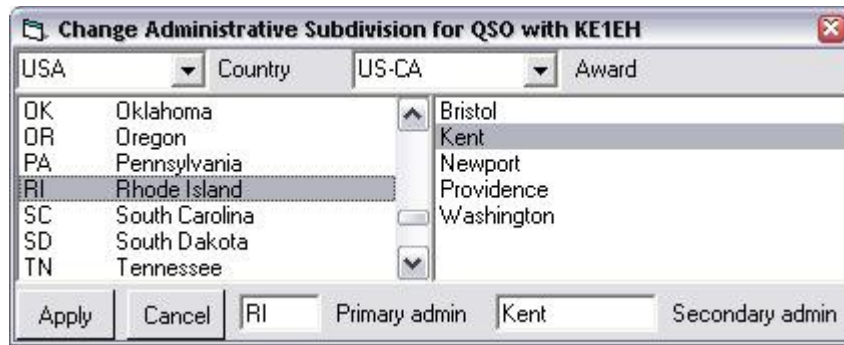 Change Administrative Subdivision for QSO with KE1EH
USA Country US-CA Award
OK Oklahoma
OR Oregon
PA Pennsylvania
RI Rhode Island
SC South Carolina
SD South Dakota
TN Tennessee
Bristol
Kent
Newport
Providence
Washington
Apply Cancel RI Primary admin Kent Secondary admin